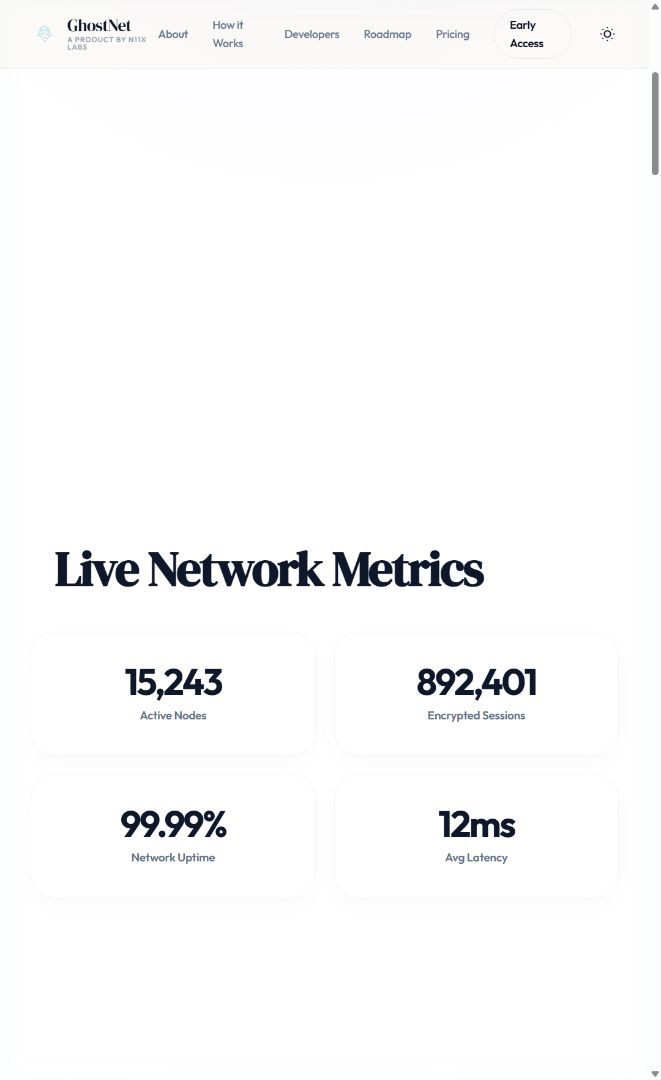 GhostNet
A PRODUCT BY N11X
LABS
About
How it
Works
Developers
Roadmap
Pricing
Early
Access
Live Network Metrics
15,243
Active Nodes
892,401
Encrypted Sessions
99.99%
Network Uptime
12ms
Avg Latency